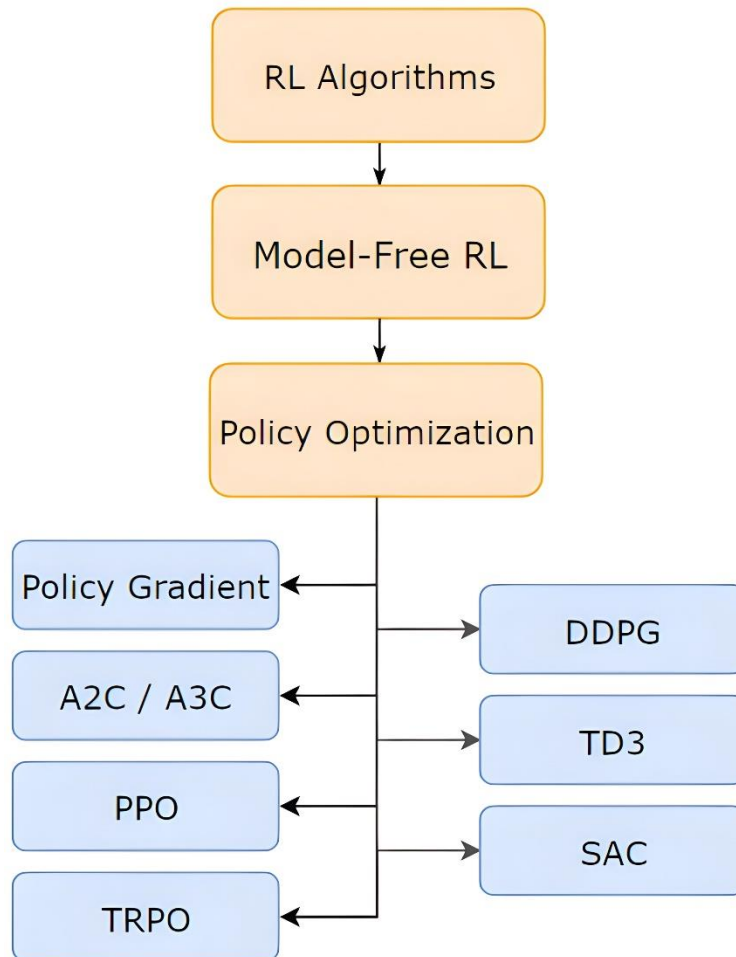 RL Algorithms
Model-Free RL
Policy Optimization
Policy Gradient
DDPG
A2C / A3C
TD3
PPO
SAC
TRPO